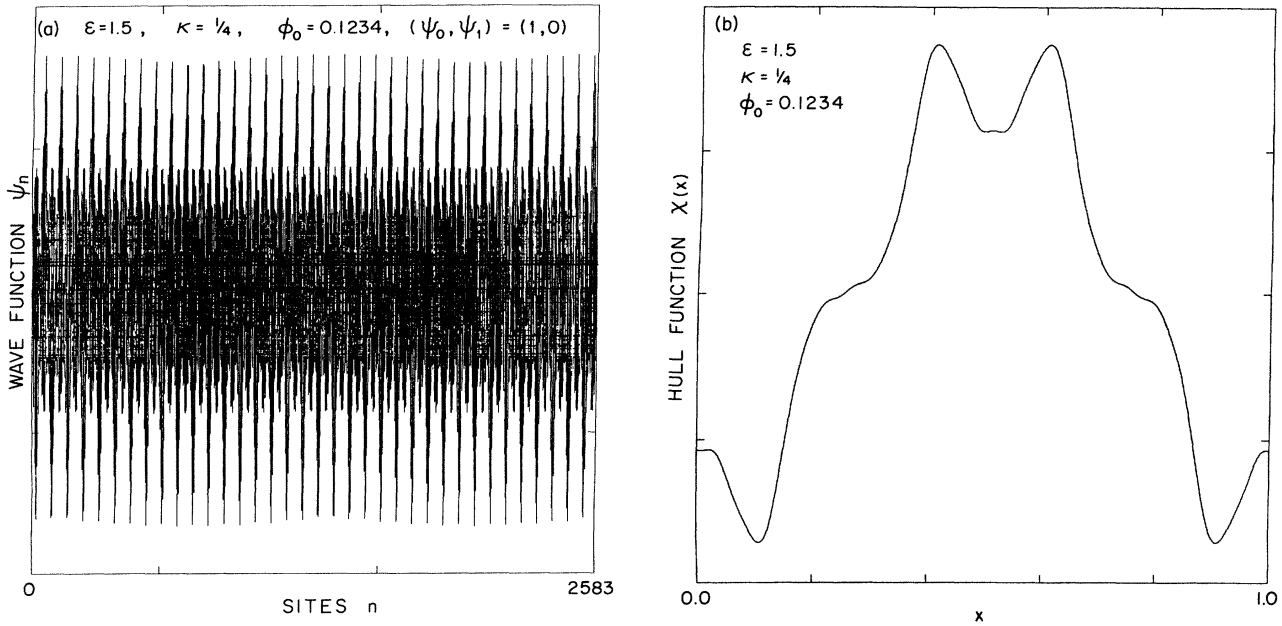 (a) ε=1.5 , κ=¼, ϕ₀=0.1234, (ψ₀,ψ₁)=(1,0)
WAVE FUNCTION ψₙ
0
2583
SITES n
(b)
ε=1.5
κ=¼
ϕ₀=0.1234
HULL FUNCTION χ(x)
0.0
1.0
x